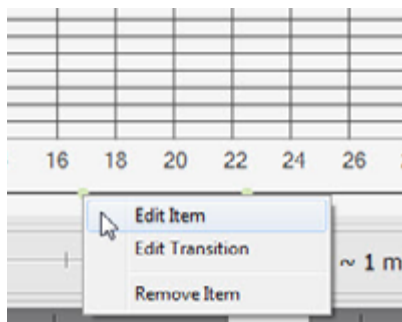 16 18 20 22 24 26
Edit Item
Edit Transition
~ 1 m
Remove Item